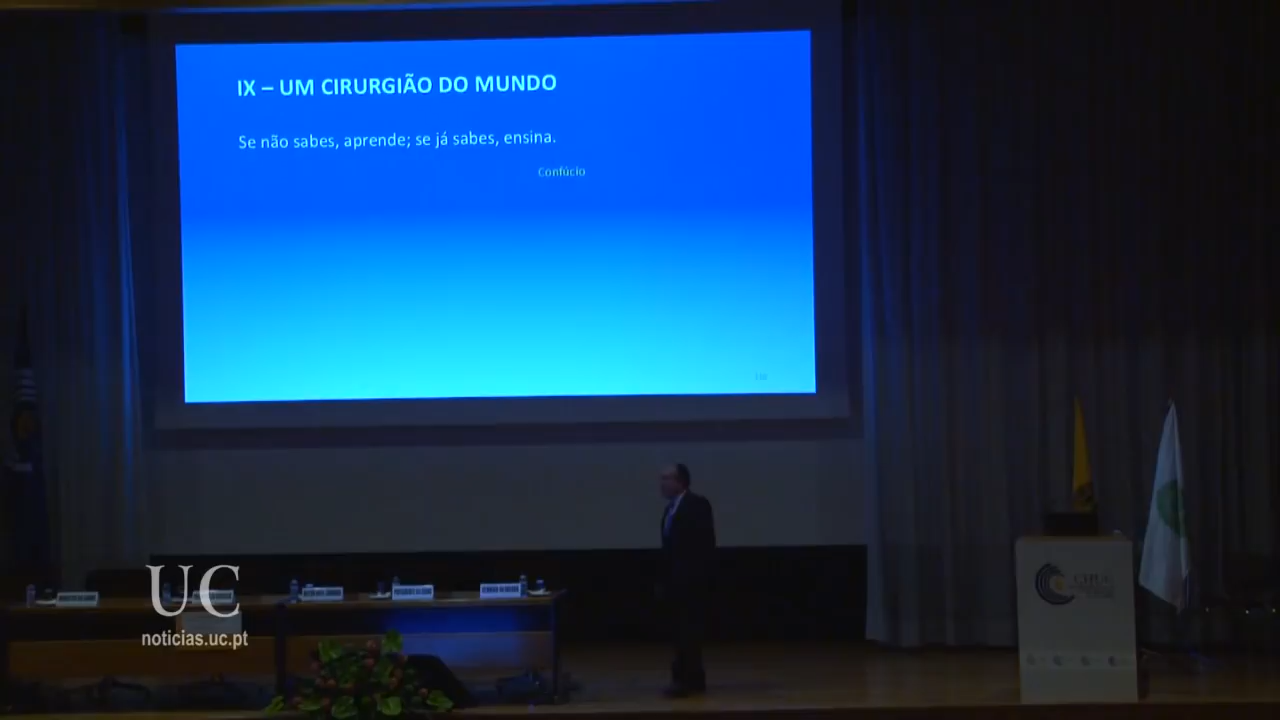 IX – UM CIRURGIÃO DO MUNDO
Se não sabes, aprende; se já sabes, ensina.
Confúcio
UC
noticias.uc.pt